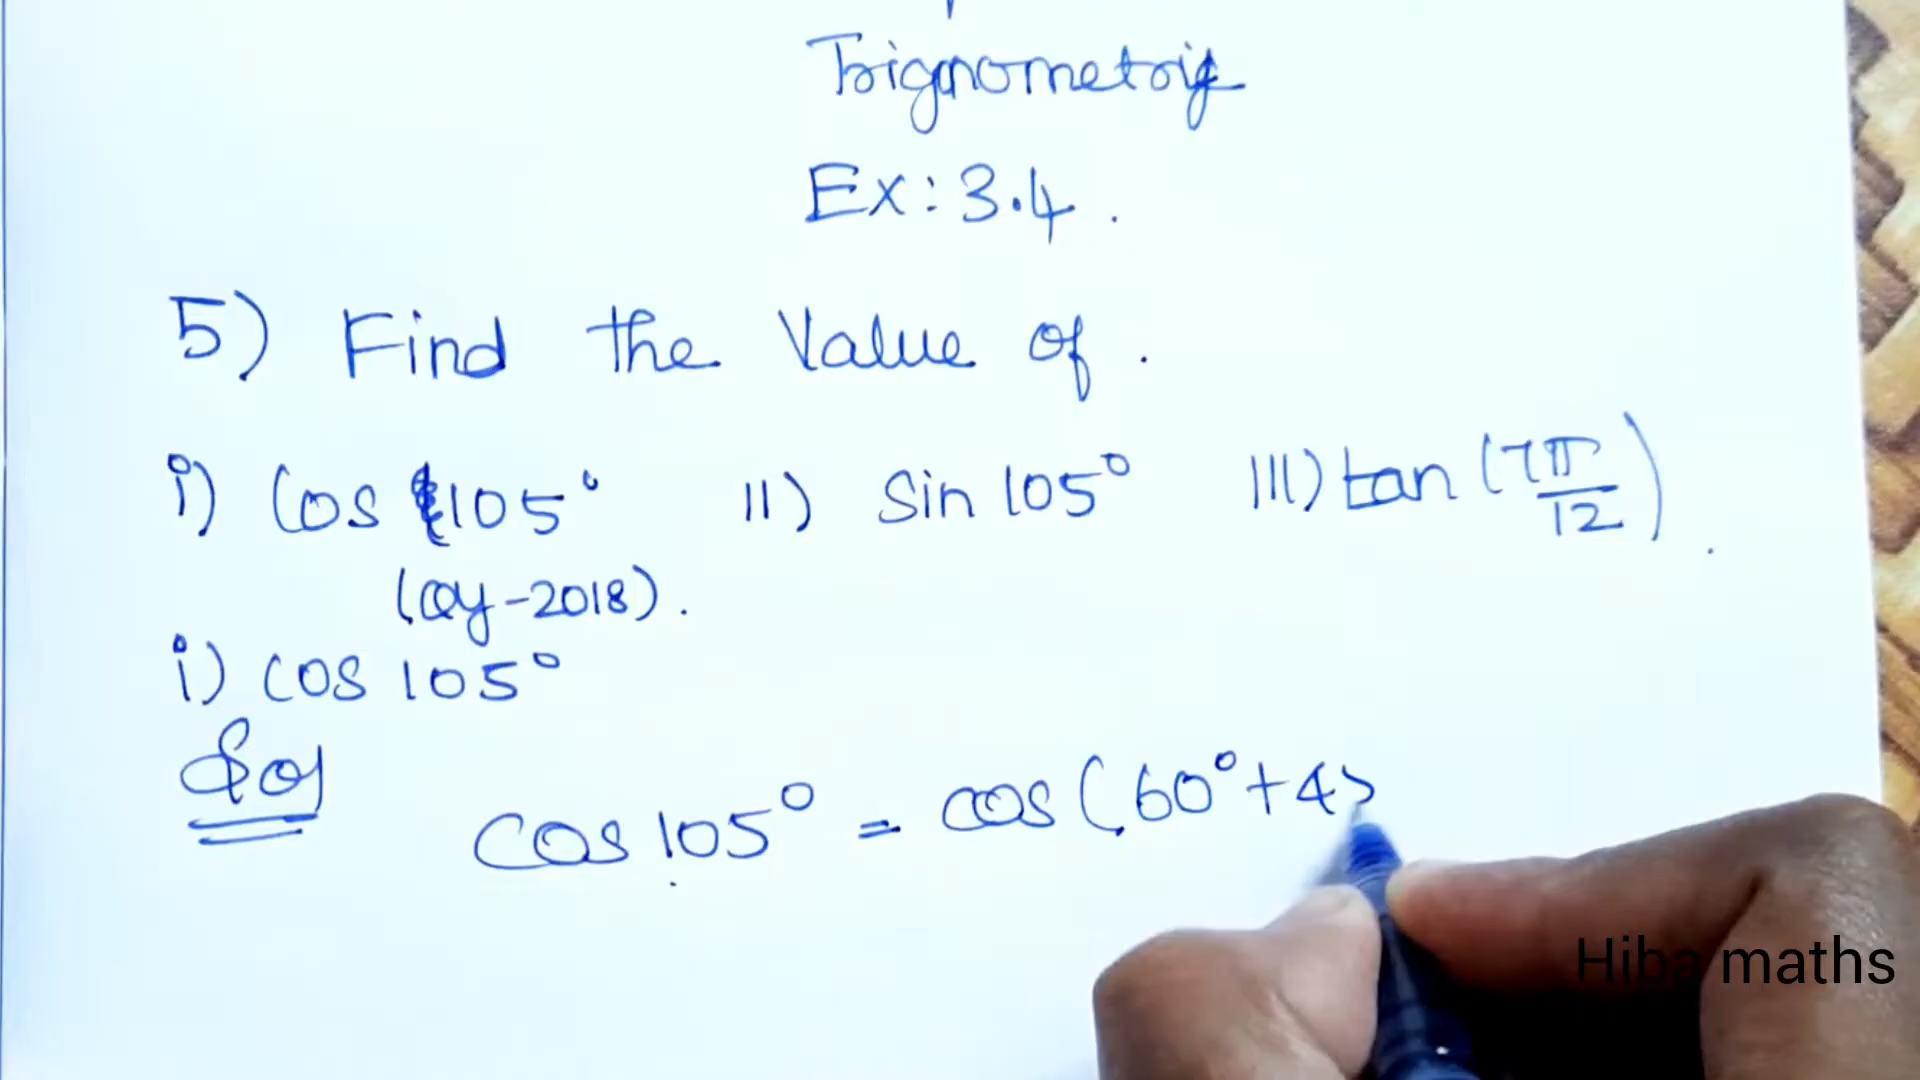 Trignometry
Ex: 3.4.
5) Find the Value of.
i) Cos 105° II) Sin 105° III) tan (7π/12).
(Qy-2018).
i) cos 105°
Sol
cos 105° = cos (60° + 45
Hiba maths